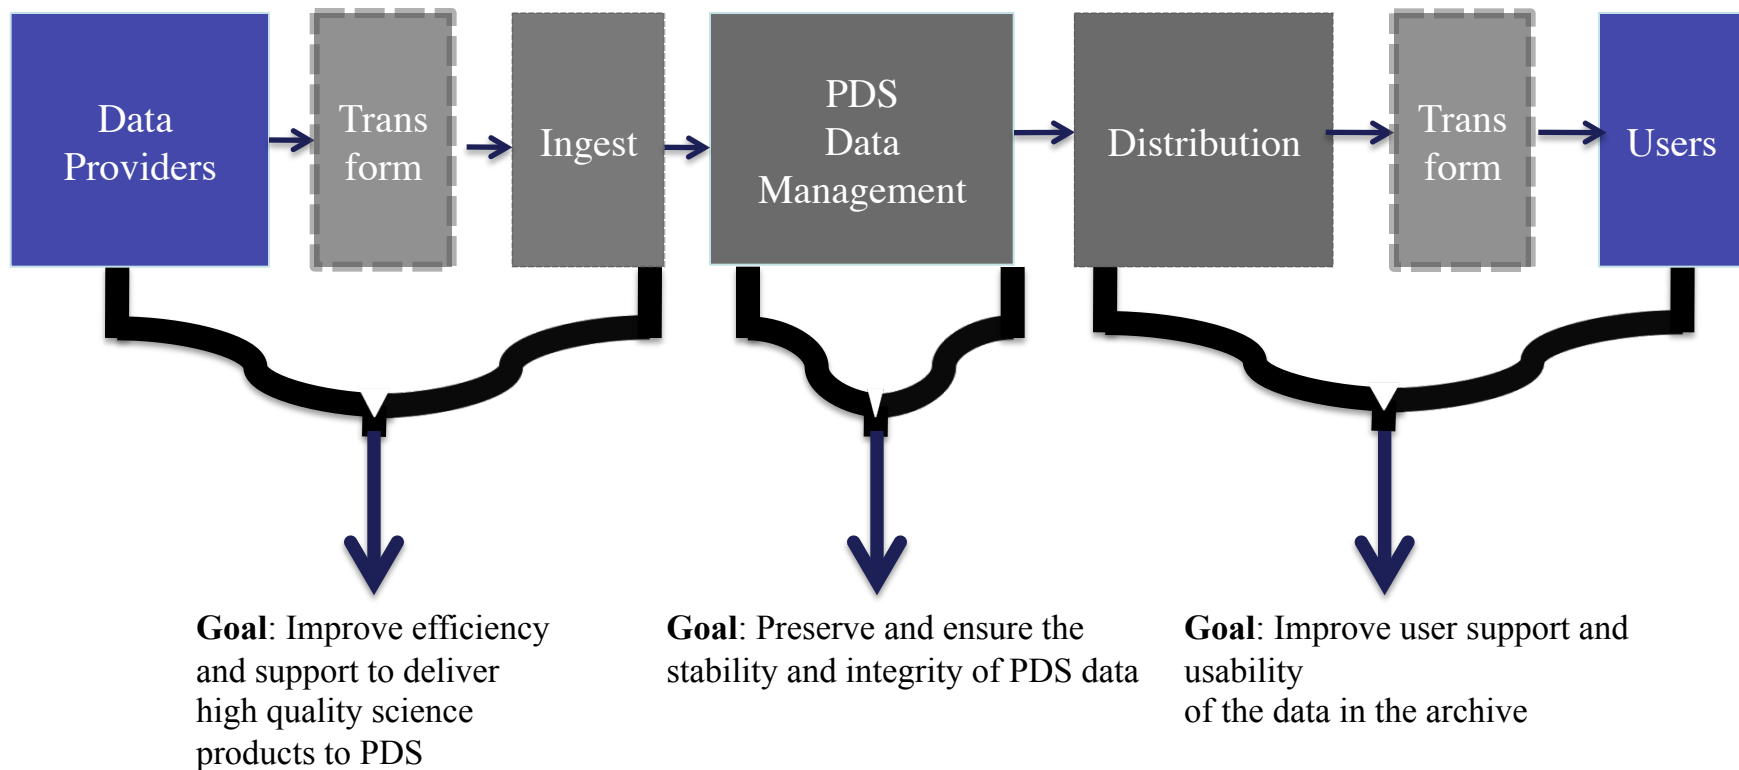 Data
Providers
Trans
form
Ingest
PDS
Data
Management
Distribution
Trans
form
Users
Goal: Improve efficiency
and support to deliver
high quality science
products to PDS
Goal: Preserve and ensure the
stability and integrity of PDS data
Goal: Improve user support and
usability
of the data in the archive